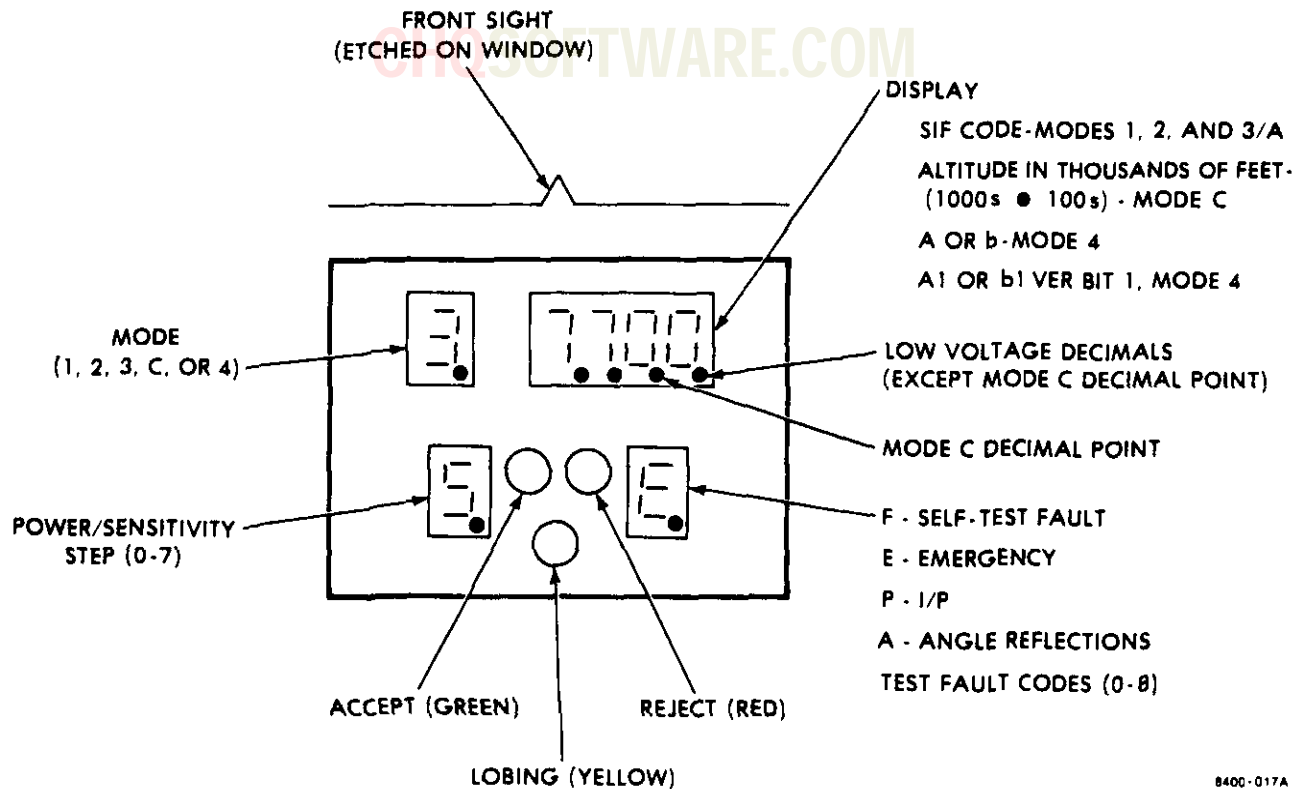 CHQSOFTWARE.COM
FRONT SIGHT
(ETCHED ON WINDOW)
DISPLAY
SIF CODE-MODES 1, 2, AND 3/A
ALTITUDE IN THOUSANDS OF FEET-
(1000s ● 100s) - MODE C
A OR b-MODE 4
A1 OR b1 VER BIT 1, MODE 4
MODE
(1, 2, 3, C, OR 4)
3.
7.7.0.0.
LOW VOLTAGE DECIMALS
(EXCEPT MODE C DECIMAL POINT)
MODE C DECIMAL POINT
POWER/SENSITIVITY
STEP (0-7)
5.
E.
F - SELF-TEST FAULT
E - EMERGENCY
P - I/P
A - ANGLE REFLECTIONS
TEST FAULT CODES (0-8)
ACCEPT (GREEN)
REJECT (RED)
LOBING (YELLOW)
8400-017A